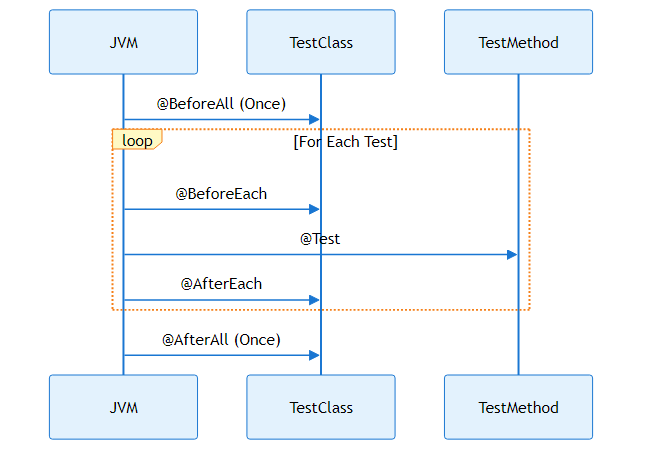 JVM
TestClass
TestMethod
@BeforeAll (Once)
loop
[For Each Test]
@BeforeEach
@Test
@AfterEach
@AfterAll (Once)
JVM
TestClass
TestMethod